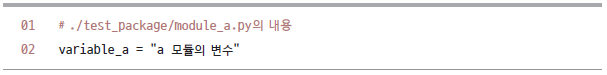 01 # ./test_package/module_a.py의 내용
02 variable_a = "a 모듈의 변수"